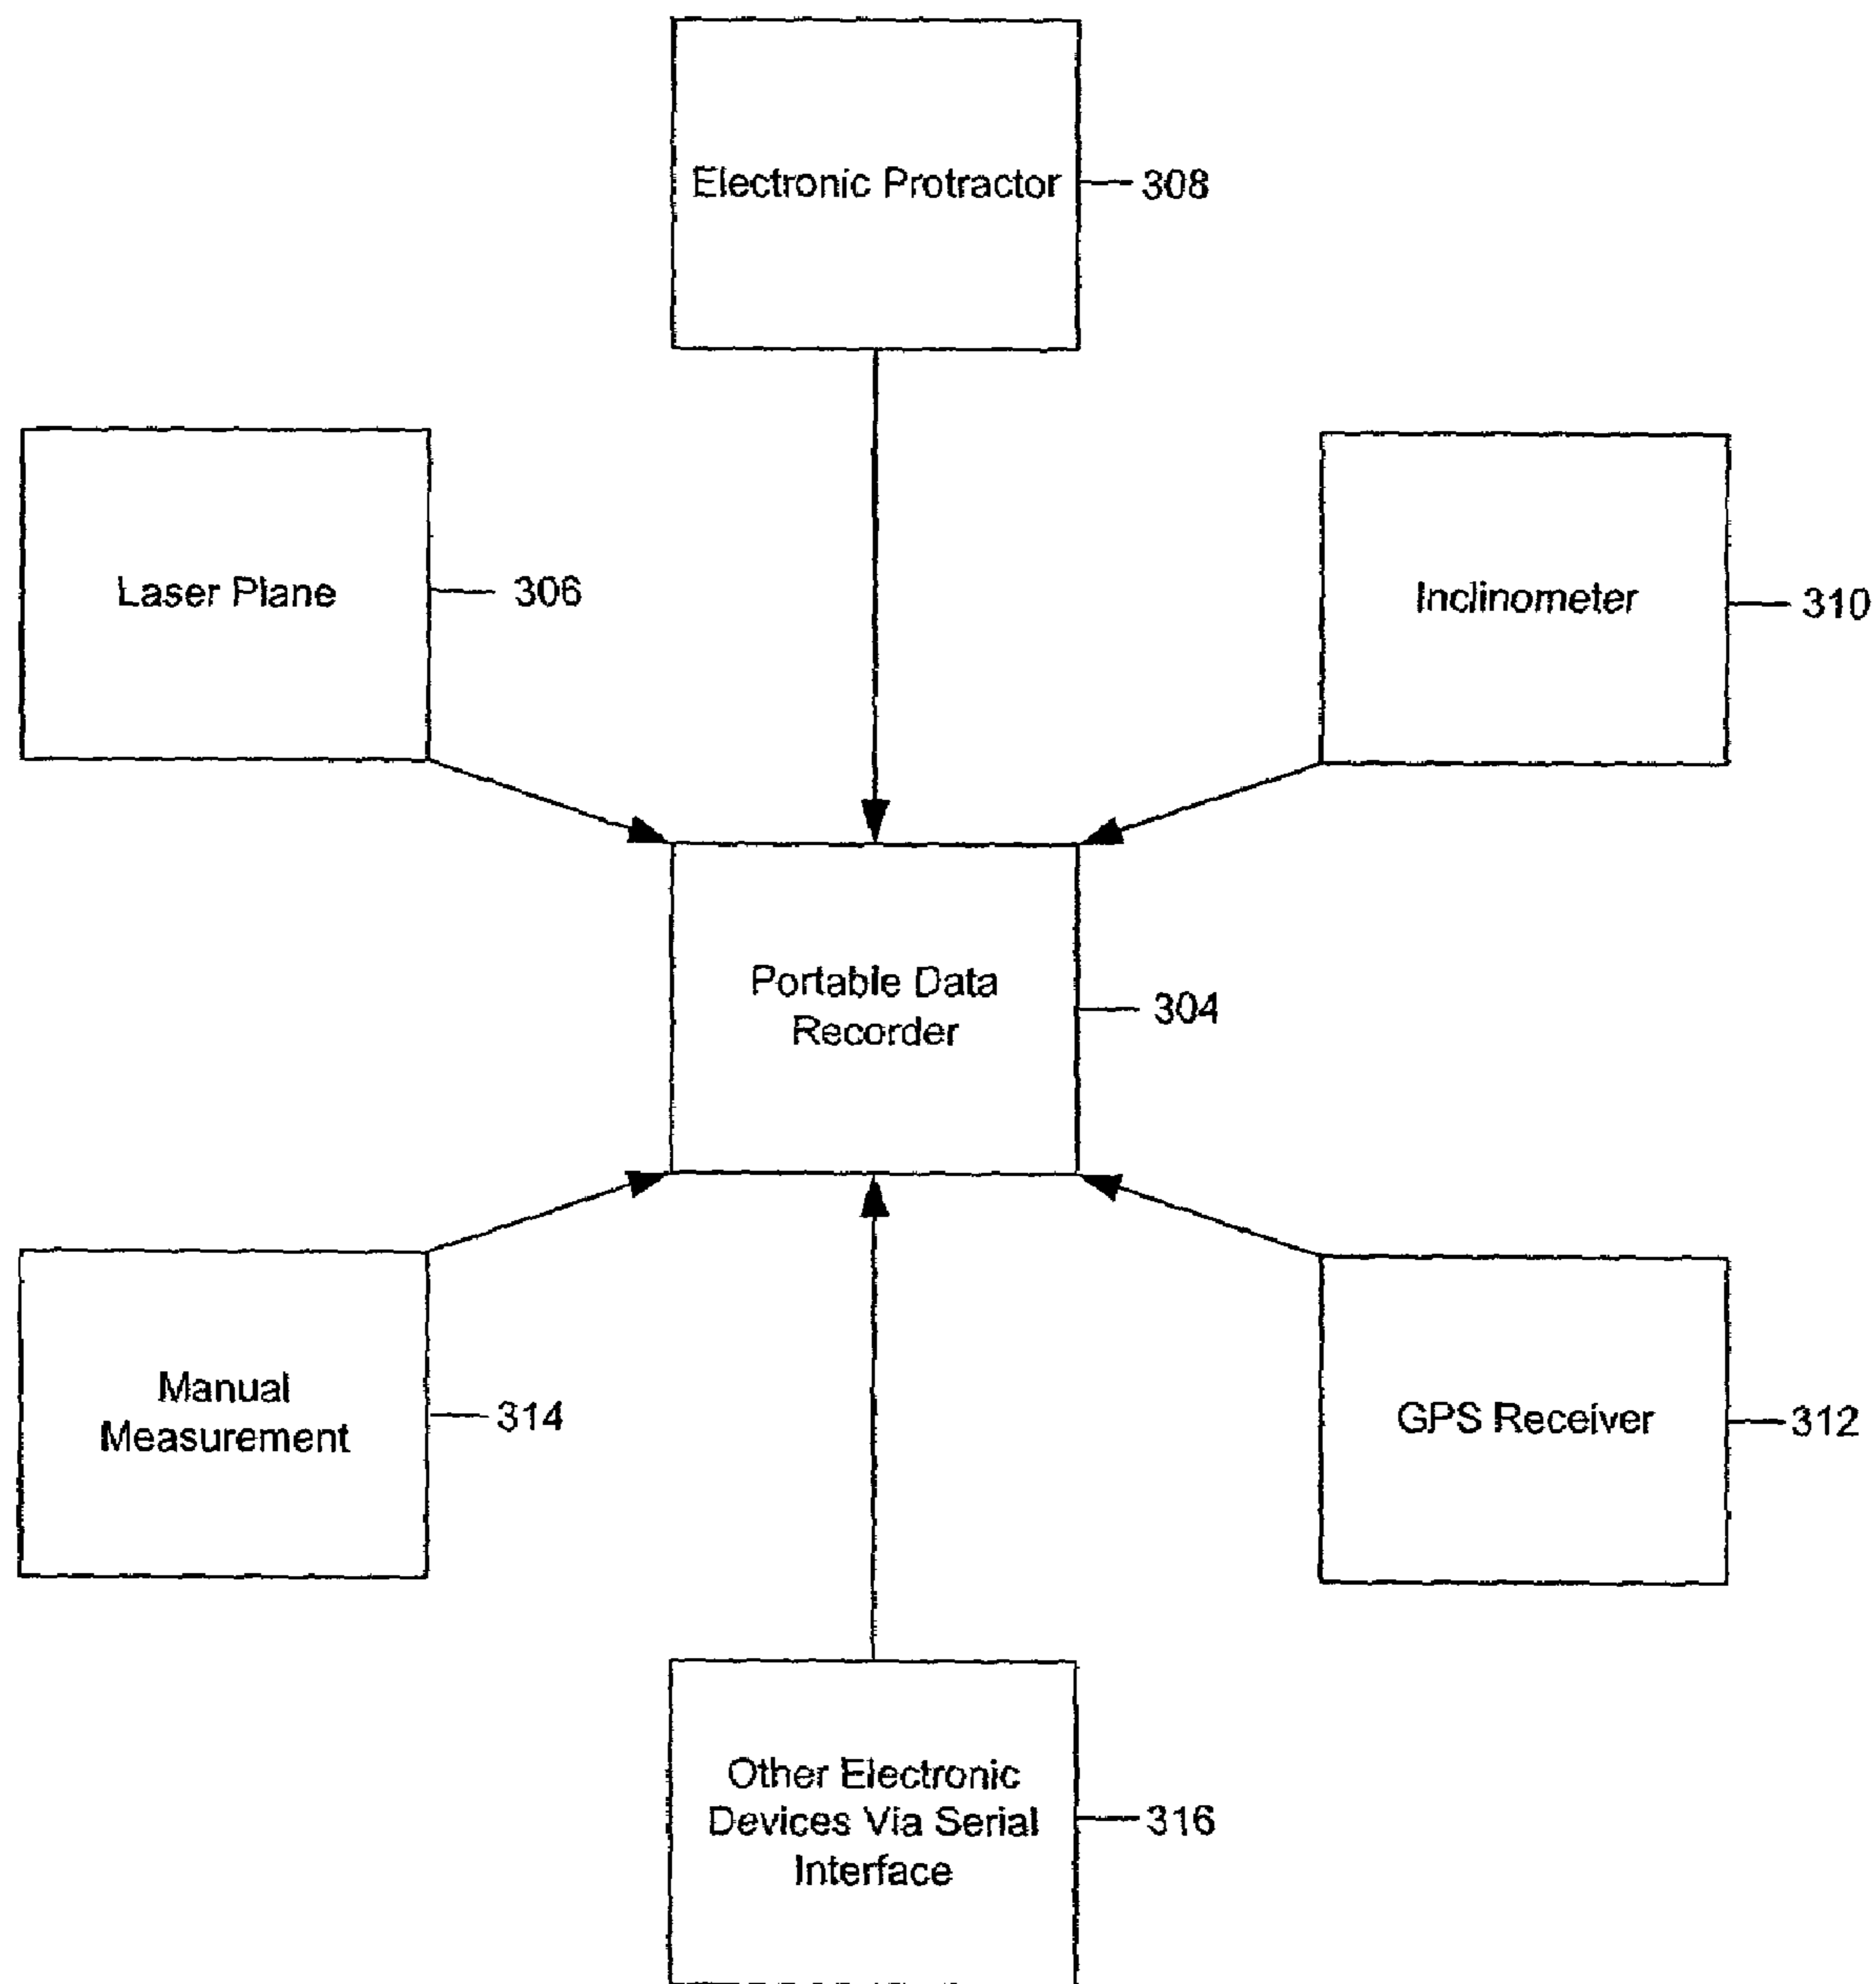 Electronic Protractor
308
Laser Plane
306
Inclinometer
310
Portable Data
Recorder
304
Manual
Measurement
314
GPS Receiver
312
Other Electronic
Devices Via Serial
Interface
316